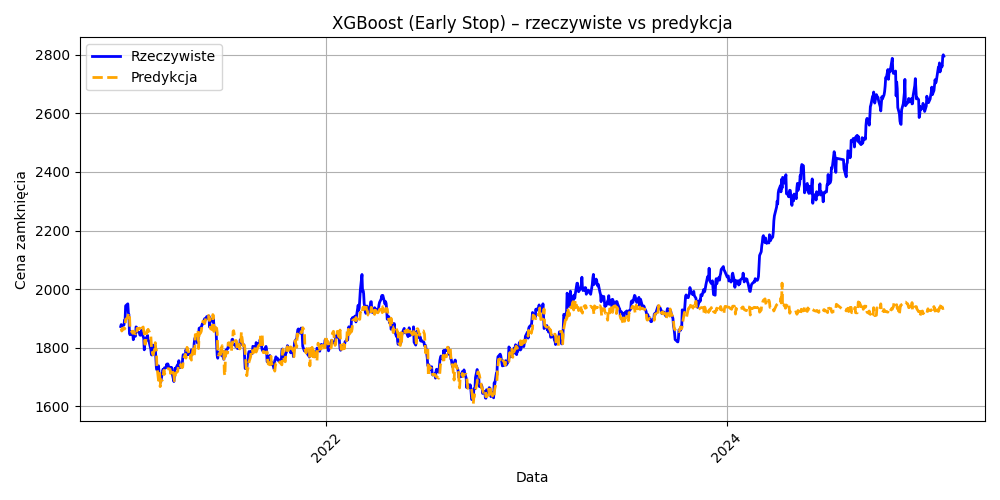 XGBoost (Early Stop) – rzeczywiste vs predykcja
Rzeczywiste
Predykcja
2800
2600
2400
2200
2000
1800
1600
Cena zamknięcia
2022
2024
Data